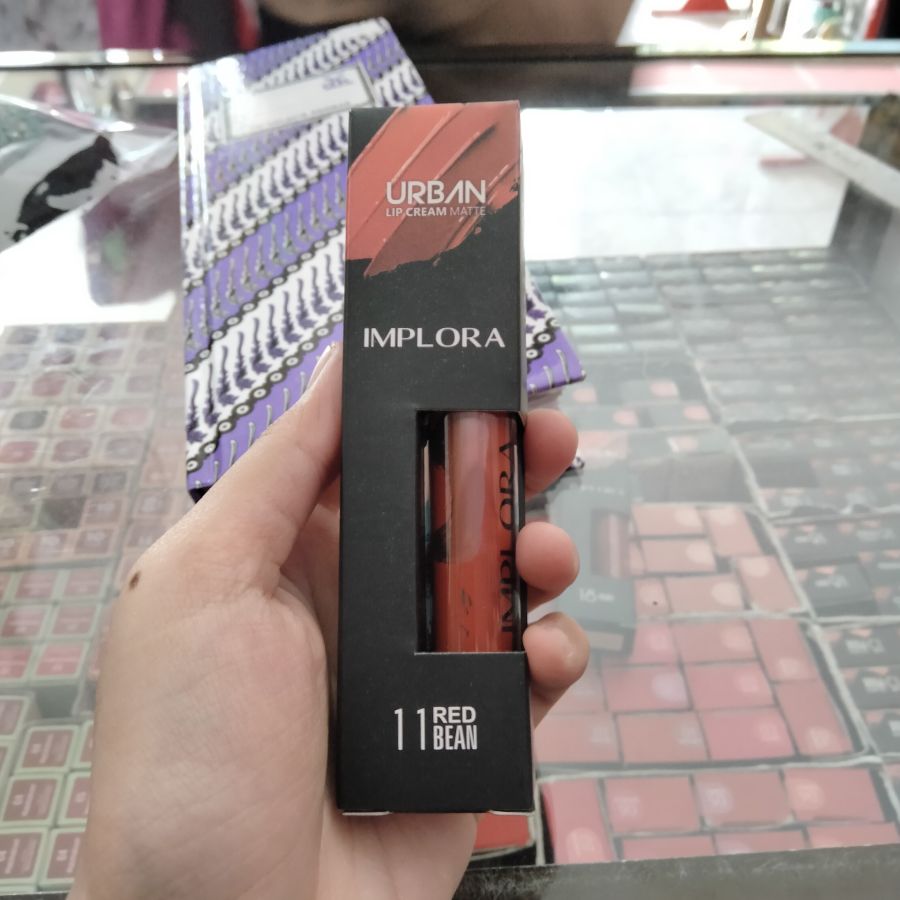 URBAN
LIP CREAM MATTE
IMPLORA
IMPLORA
11 RED
BEAN